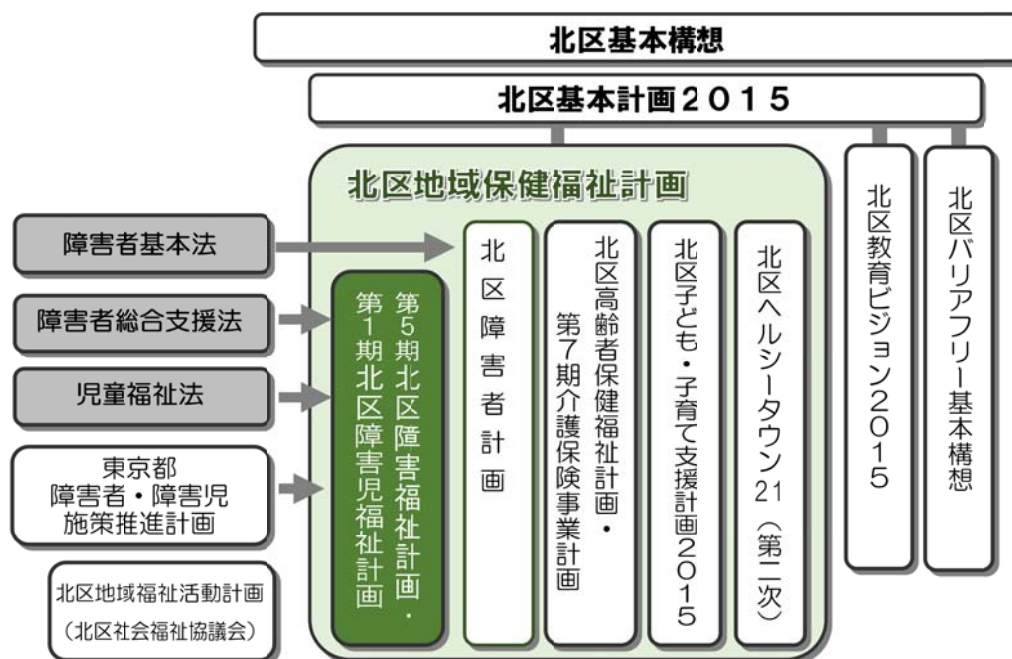 北区基本構想
北区基本計画２０１５
北区地域保健福祉計画
障害者基本法
障害者総合支援法
児童福祉法
東京都
障害者・障害児
施策推進計画
北区地域福祉活動計画
（北区社会福祉協議会）
第５期北区障害福祉計画・
第１期北区障害児福祉計画
北区障害者計画
北区高齢者保健福祉計画・
第７期介護保険事業計画
北区子ども・子育て支援計画２０１５
北区ヘルシータウン21（第二次）
北区教育ビジョン２０１５
北区バリアフリー基本構想